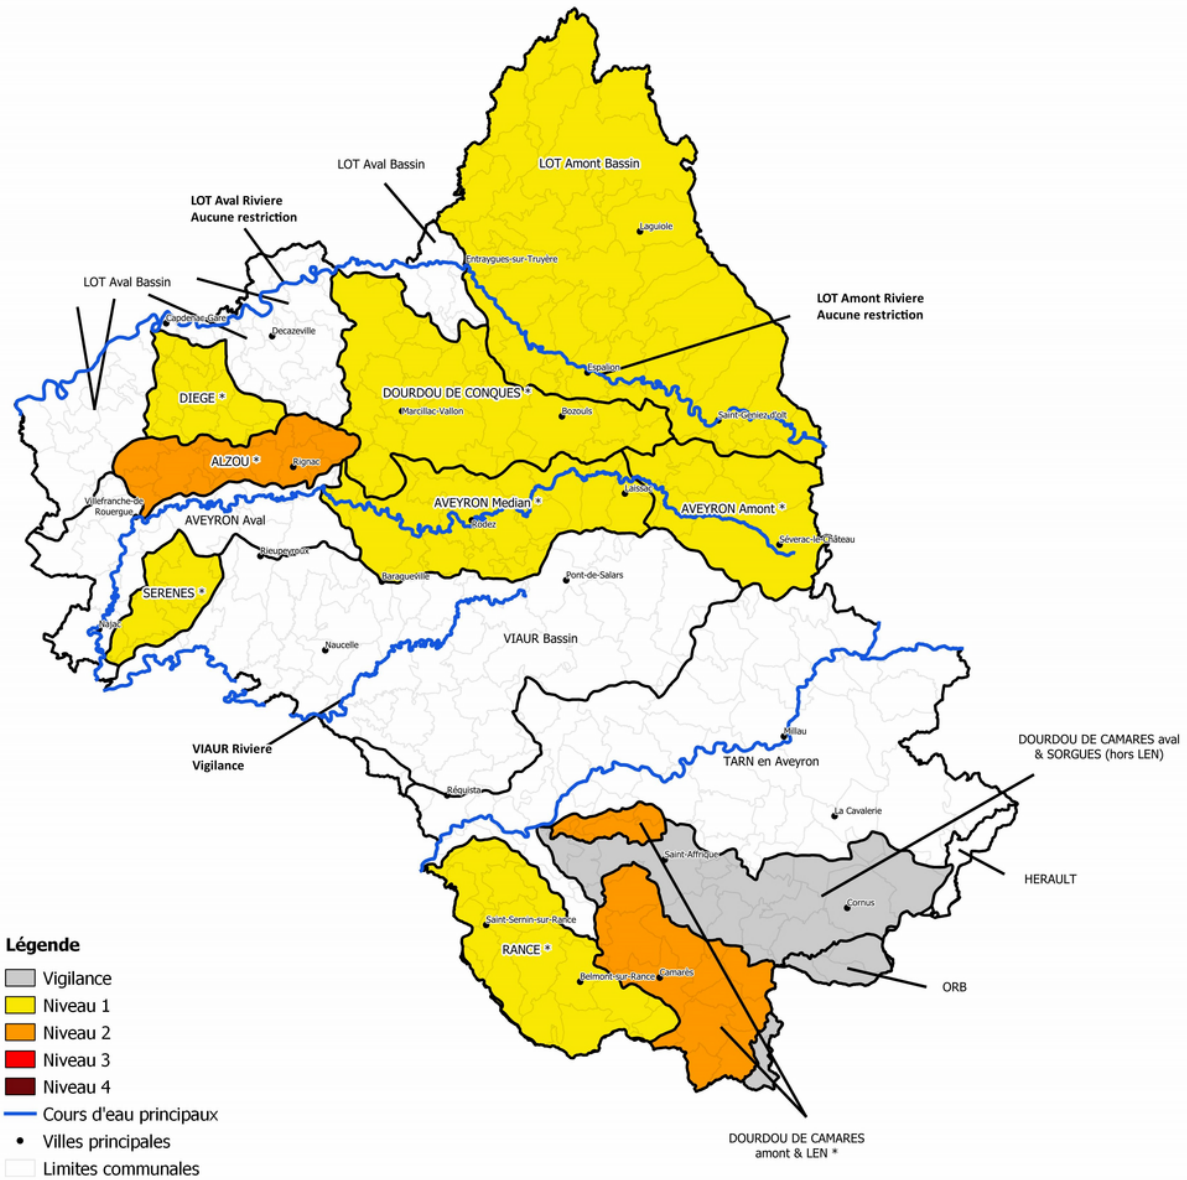 LOT Aval Bassin
LOT Amont Bassin
LOT Aval Riviere
Aucune restriction
Laguiole
Entraygues-sur-Truyère
LOT Aval Bassin
LOT Amont Riviere
Aucune restriction
Capdenac-Gare
Decazeville
Espalion
DIEGE *
DOURDOU DE CONQUES *
Marcillac-Vallon
Bozouls
Saint-Geniez-d'olt
ALZOU *
Rignac
Villefranche-de-
Rouergue
AVEYRON Aval
AVEYRON Median *
Laissac
AVEYRON Amont *
Rodez
Séverac-le-Château
Rieupeyroux
Baraqueville
Pont-de-Salars
SERENES *
Najac
Naucelle
VIAUR Bassin
VIAUR Riviere
Vigilance
Millau
TARN en Aveyron
DOURDOU DE CAMARES aval
& SORGUES (hors LEN)
Réquista
La Cavalerie
Saint-Affrique
HERAULT
Cornus
Saint-Sernin-sur-Rance
RANCE *
Belmont-sur-Rance
Camarès
ORB
DOURDOU DE CAMARES
amont & LEN *
Légende
Vigilance
Niveau 1
Niveau 2
Niveau 3
Niveau 4
Cours d'eau principaux
Villes principales
Limites communales